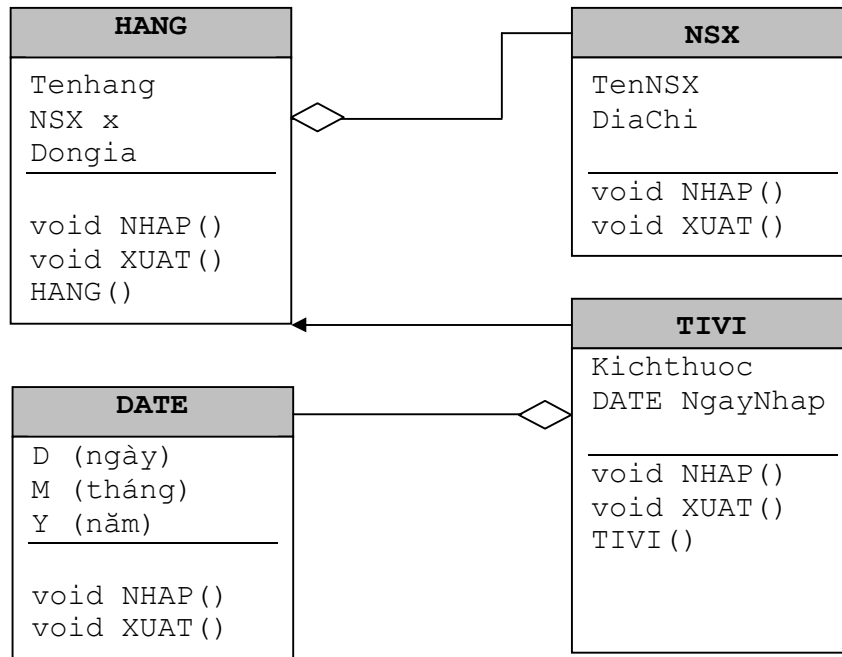 HANG
Tenhang
NSX x
Dongia
void NHAP()
void XUAT()
HANG()
NSX
TenNSX
DiaChi
void NHAP()
void XUAT()
DATE
D (ngày)
M (tháng)
Y (năm)
void NHAP()
void XUAT()
TIVI
Kichthuoc
DATE NgayNhap
void NHAP()
void XUAT()
TIVI()